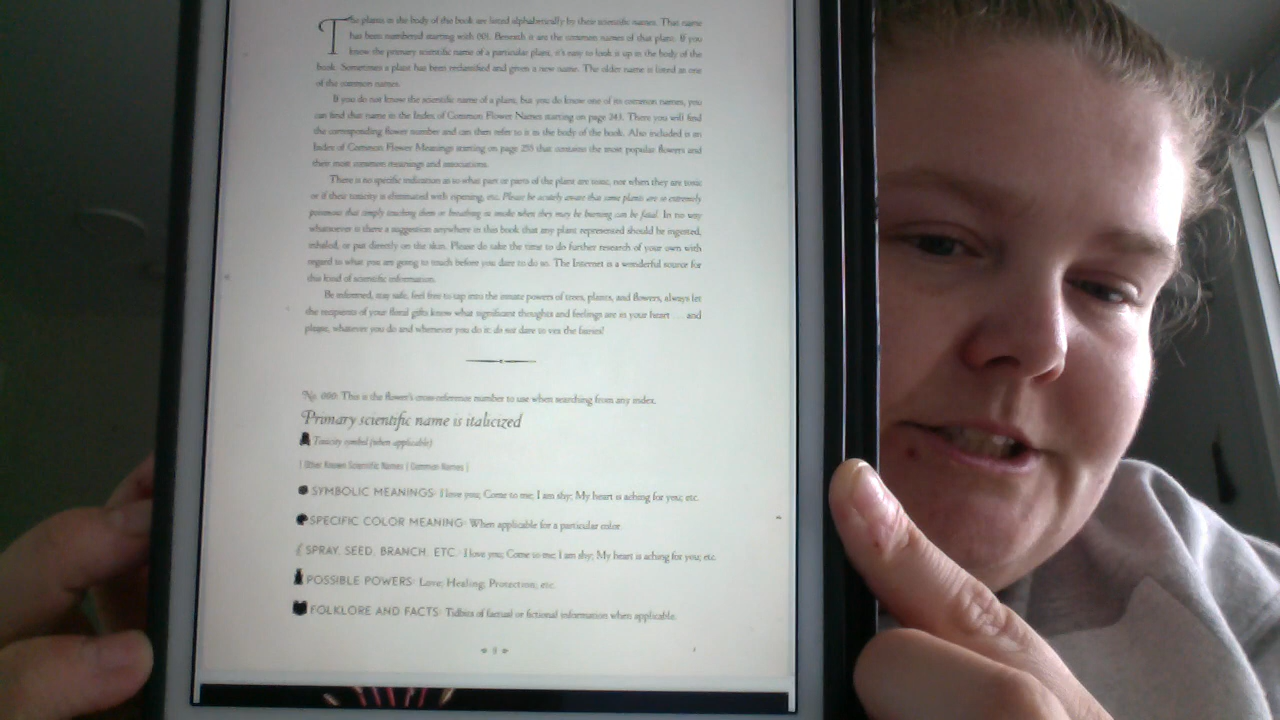 The plants in the body of the book are listed alphabetically by their scientific names. That name
has been numbered starting with 001. Beneath it are the common names of that plant. If you
know the primary scientific name of a particular plant, it's easy to look it up in the body of the
book. Sometimes a plant has been reclassified and given a new name. The older name is listed as one
of the common names.
If you do not know the scientific name of a plant, but you do know one of its common names, you
can find that name in the Index of Common Flower Names starting on page 241. There you will find
the corresponding flower number and can then refer to it in the body of the book. Also included is an
Index of Common Flower Meanings starting on page 255 that contains the most popular flowers and
their most common meanings and associations.
There is no specific indication as to what part or parts of the plant are toxic, nor when they are toxic
or if their toxicity is eliminated with ripening, etc. Please be acutely aware that some plants are so extremely
poisonous that simply touching them or breathing in smoke when they may be burning can be fatal. In no way
whatsoever is there a suggestion anywhere in this book that any plant represented should be ingested,
inhaled, or put directly on the skin. Please do take the time to do further research of your own with
regard to what you are going to touch before you dare to do so. The Internet is a wonderful source for
this kind of scientific information.
Be informed, stay safe, feel free to tap into the innate powers of trees, plants, and flowers, always let
the recipients of your floral gifts know what significant thoughts and feelings are in your heart . . . and
please, whatever you do and whenever you do it: do not dare to vex the fairies!
No. 000: This is the flower's cross-reference number to use when searching from any index.
Primary scientific name is italicized
Toxicity symbol (when applicable)
| Other Known Scientific Names | Common Names |
SYMBOLIC MEANINGS: I love you; Come to me; I am shy; My heart is aching for you; etc.
SPECIFIC COLOR MEANING: When applicable for a particular color
SPRAY, SEED, BRANCH, ETC.: I love you; Come to me; I am shy; My heart is aching for you; etc.
POSSIBLE POWERS: Love; Healing; Protection; etc.
FOLKLORE AND FACTS: Tidbits of factual or fictional information when applicable.